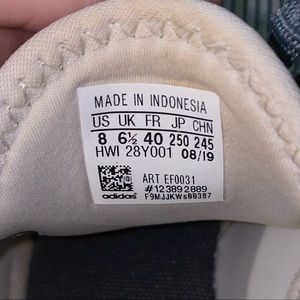 MADE IN INDONESIA
US UK FR JP CHN
8 6½ 40 250 245
HWI 28Y001 08/19
ART EF0031
#123892889
F9MJJKWs00387
adidas